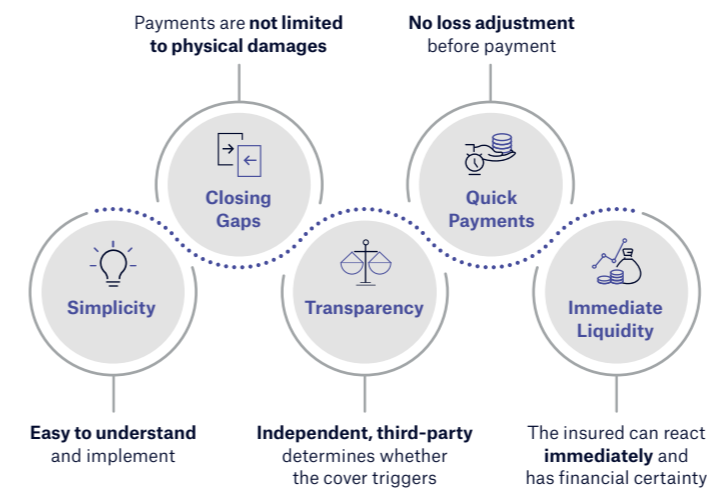 Payments are not limited
to physical damages
No loss adjustment
before payment
Closing
Gaps
Quick
Payments
Simplicity
Transparency
Immediate
Liquidity
Easy to understand
and implement
Independent, third-party
determines whether
the cover triggers
The insured can react
immediately and
has financial certainty